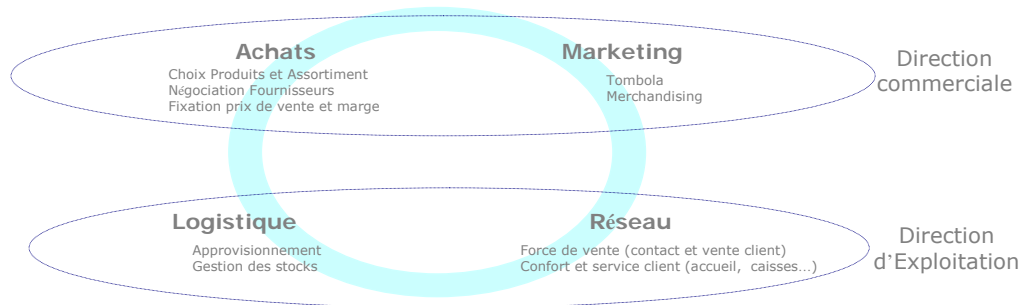 Achats
Choix Produits et Assortiment
Négociation Fournisseurs
Fixation prix de vente et marge
Marketing
Tombola
Merchandising
Direction
commerciale
Logistique
Approvisionnement
Gestion des stocks
Réseau
Force de vente (contact et vente client)
Confort et service client (accueil, caisses...)
Direction
d'Exploitation